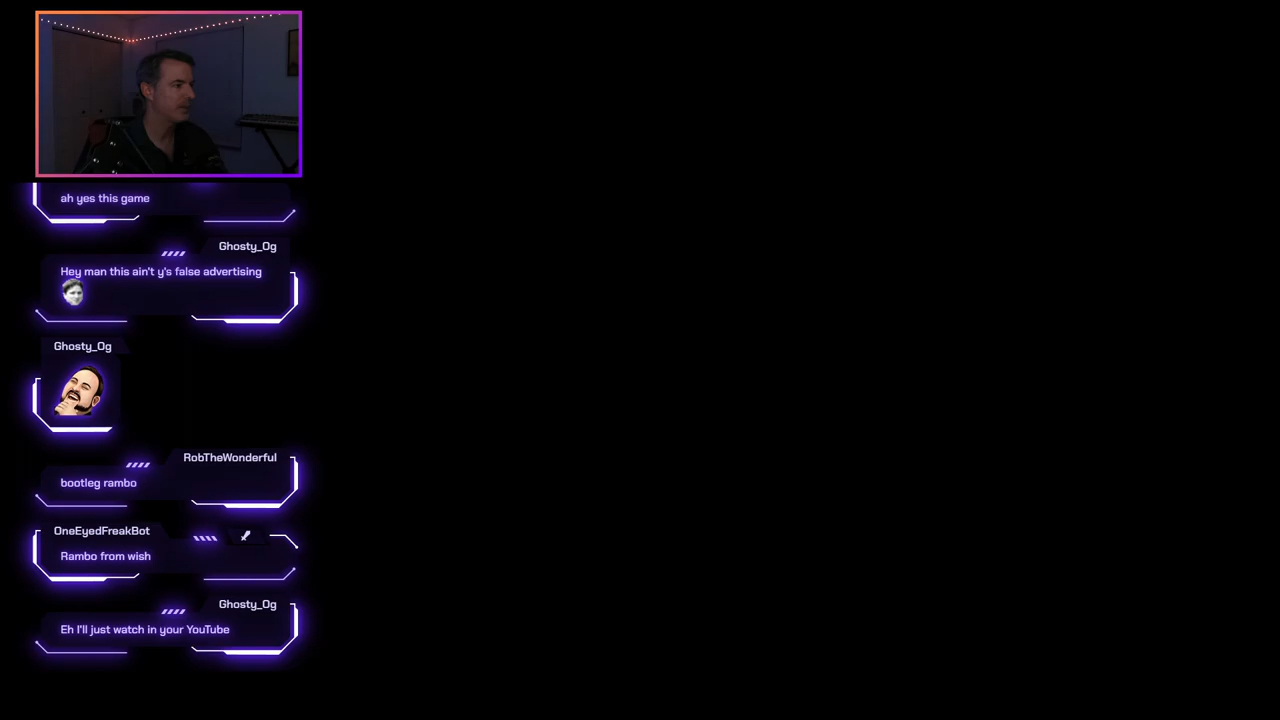 ah yes this game
Ghosty_Og
Hey man this ain't y's false advertising
Ghosty_Og
RobTheWonderful
bootleg rambo
OneEyedFreakBot
Rambo from wish
Ghosty_Og
Eh I'll just watch in your YouTube